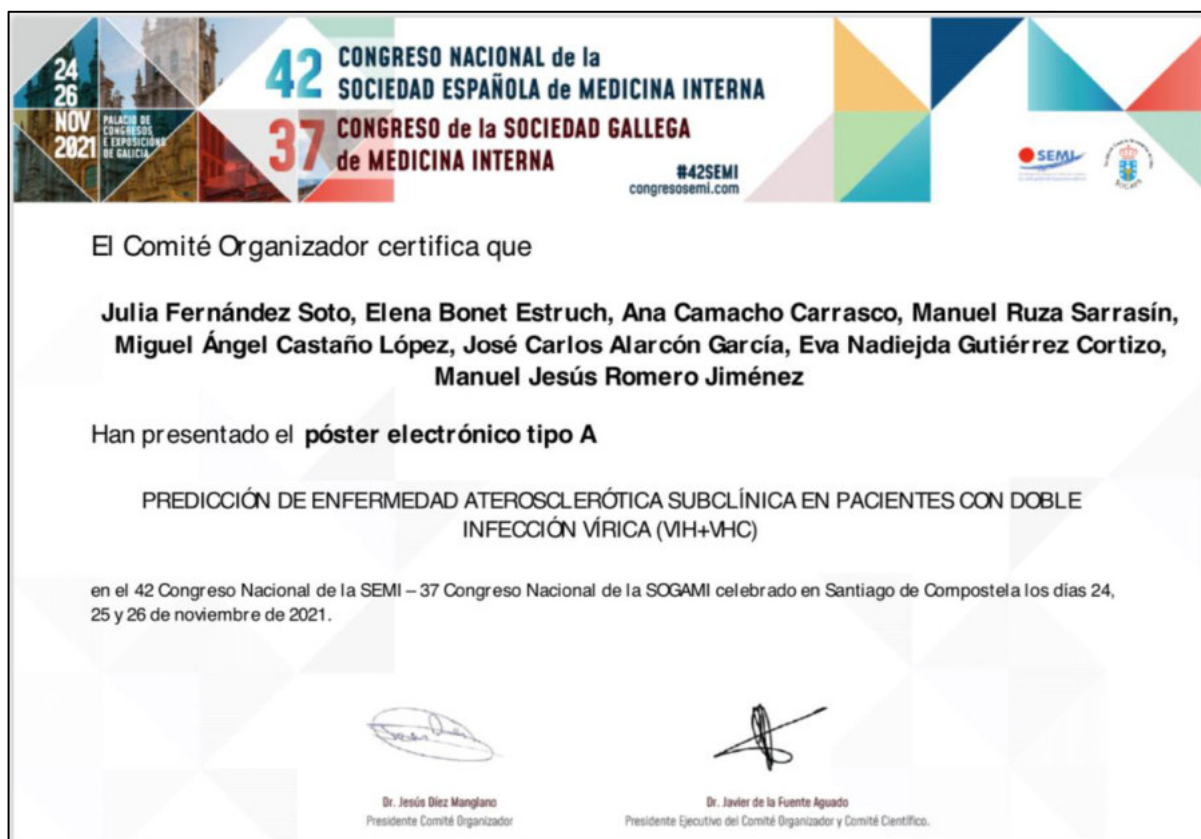 24
26
NOV
2021
PALACIO DE
CONGRESOS
E EXPOSICIÓNS
DE GALICIA
42 CONGRESO NACIONAL de la
SOCIEDAD ESPAÑOLA de MEDICINA INTERNA
37 CONGRESO de la SOCIEDAD GALLEGA
de MEDICINA INTERNA
#42SEMI
congresosemi.com
SEMI
El Comité Organizador certifica que
Julia Fernández Soto, Elena Bonet Estruch, Ana Camacho Carrasco, Manuel Ruza Sarrasín,
Miguel Ángel Castaño López, José Carlos Alarcón García, Eva Nadiejda Gutiérrez Cortizo,
Manuel Jesús Romero Jiménez
Han presentado el póster electrónico tipo A
PREDICCIÓN DE ENFERMEDAD ATEROSCLERÓTICA SUBCLÍNICA EN PACIENTES CON DOBLE
INFECCIÓN VÍRICA (VIH+VHC)
en el 42 Congreso Nacional de la SEMI – 37 Congreso Nacional de la SOGAMI celebrado en Santiago de Compostela los días 24,
25 y 26 de noviembre de 2021.
Dr. Jesús Díez Manglano
Presidente Comité Organizador
Dr. Javier de la Fuente Aguado
Presidente Ejecutivo del Comité Organizador y Comité Científico.